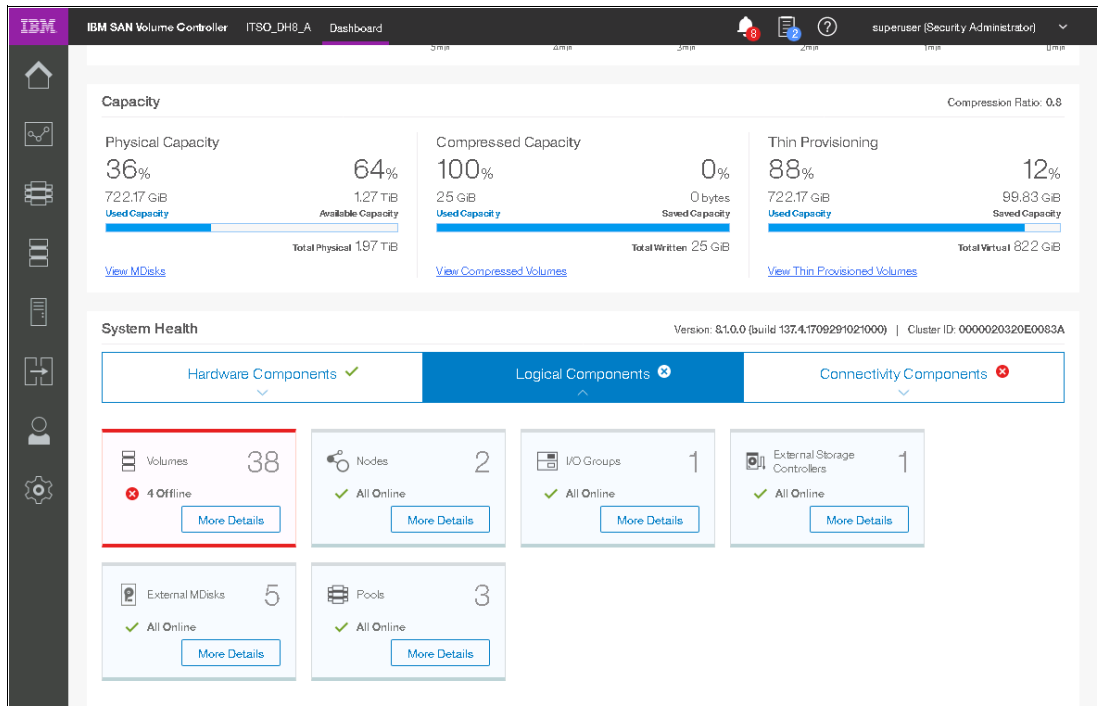 IBM IBM SAN Volume Controller ITSO_DH8_A Dashboard 8 2 ? superuser (Security Administrator)
5min 4min 3min 2min 1min 0min
Capacity Compression Ratio: 0.8
Physical Capacity Compressed Capacity Thin Provisioning
36% 64% 100% 0% 88% 12%
722.17 GiB 1.27 TiB 25 GiB 0 bytes 722.17 GiB 99.83 GiB
Used Capacity Available Capacity Used Capacity Saved Capacity Used Capacity Saved Capacity
Total Physical 1.97 TiB Total Written 25 GiB Total Virtual 822 GiB
View MDisks View Compressed Volumes View Thin Provisioned Volumes
System Health Version: 8.1.0.0 (build 137.4.1709291021000) | Cluster ID: 0000020320E0083A
Hardware Components Logical Components Connectivity Components
Volumes 38 Nodes 2 I/O Groups 1 External Storage Controllers 1
4 Offline All Online All Online All Online
More Details More Details More Details More Details
External MDisks 5 Pools 3
All Online All Online
More Details More Details